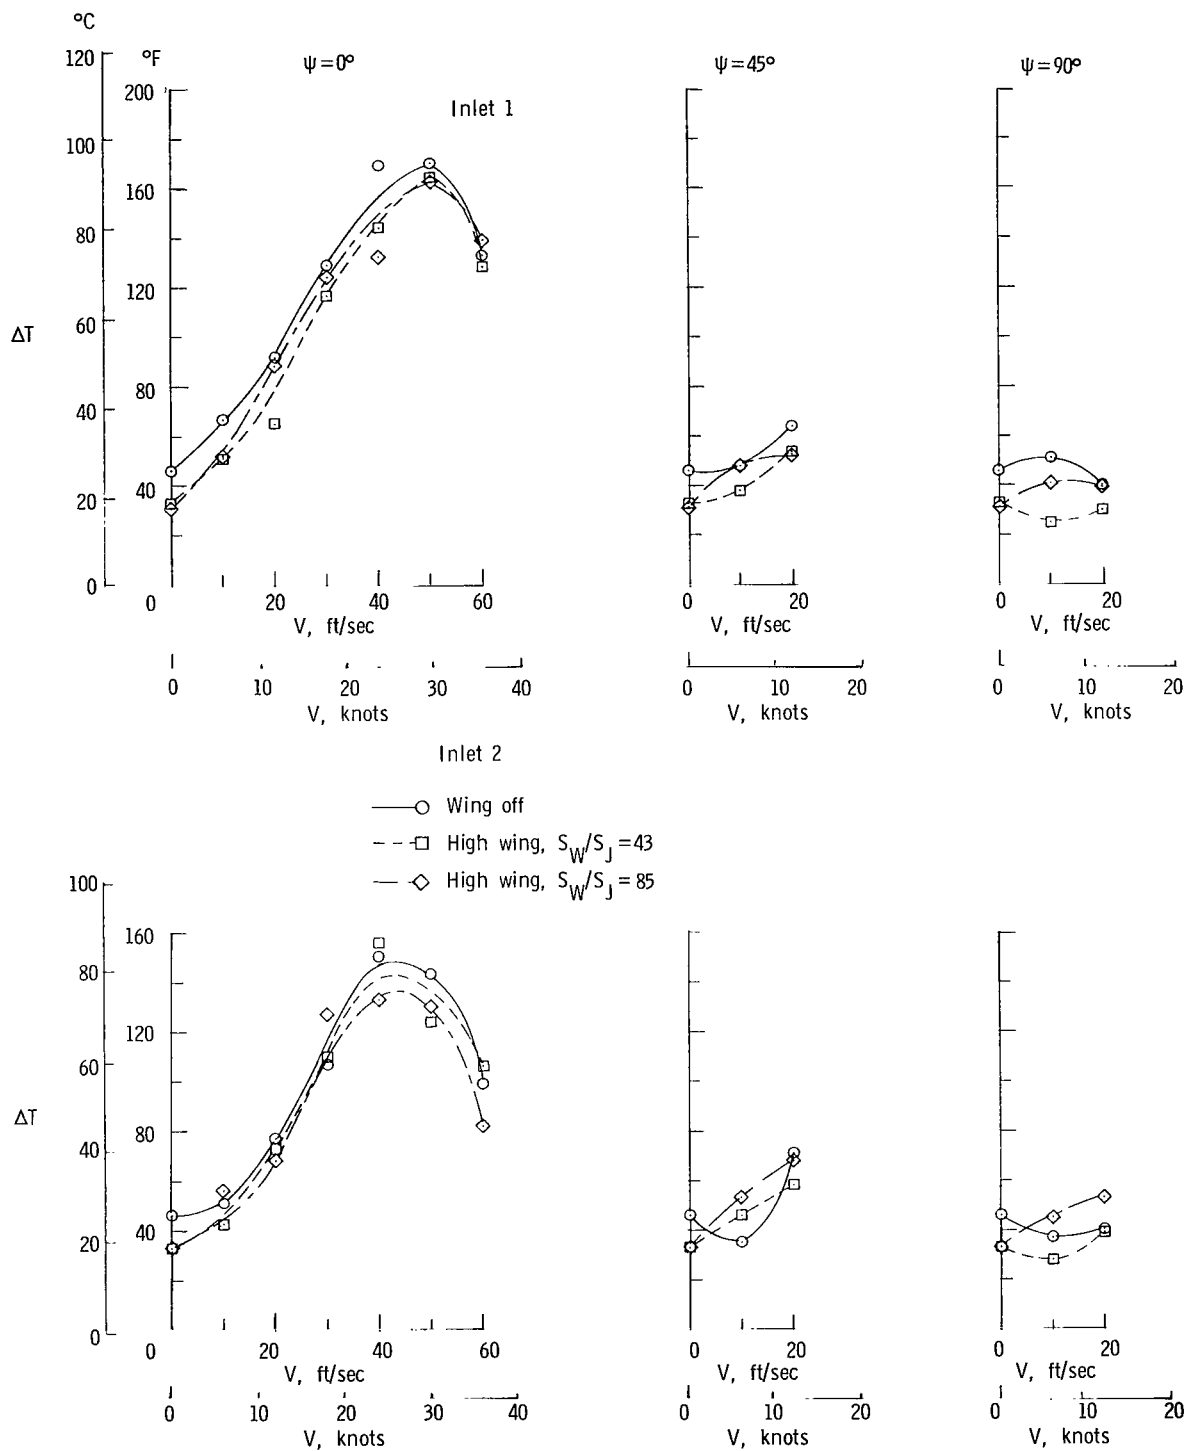 °C
120
°F
ψ=0°
ψ=45°
ψ=90°
200
Inlet 1
100
160
80
120
60
ΔT
80
40
40
20
0
0 20 40 60
V, ft/sec
0 20
V, ft/sec
0 20
V, ft/sec
0 10 20 30 40
V, knots
0 10 20
V, knots
0 10 20
V, knots
Inlet 2
Wing off
High wing, S_W/S_J=43
High wing, S_W/S_J=85
100
160
80
120
60
ΔT
80
40
40
20
0
0 20 40 60
V, ft/sec
0 20
V, ft/sec
0 20
V, ft/sec
0 10 20 30 40
V, knots
0 10 20
V, knots
0 10 20
V, knots